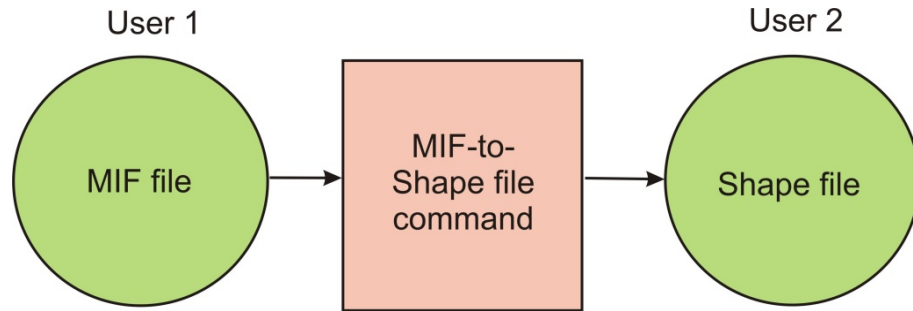 User 1
User 2
MIF file
MIF-to-
Shape file
command
Shape file